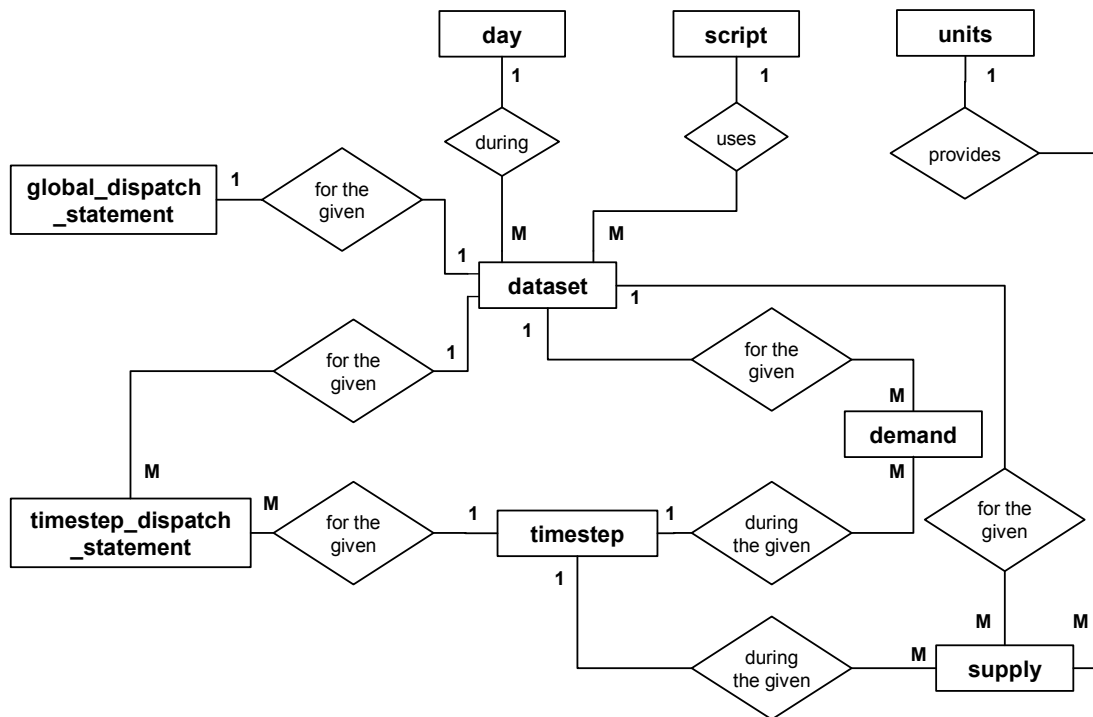 day
script
units
1
1
1
during
uses
provides
global_dispatch
_statement
1
for the
given
1
M
M
dataset
1
1
1
for the
given
for the
given
M
demand
M
M
timestep_dispatch
_statement
M
for the
given
1
timestep
1
during
the given
for the
given
1
M
M
during
the given
M
supply